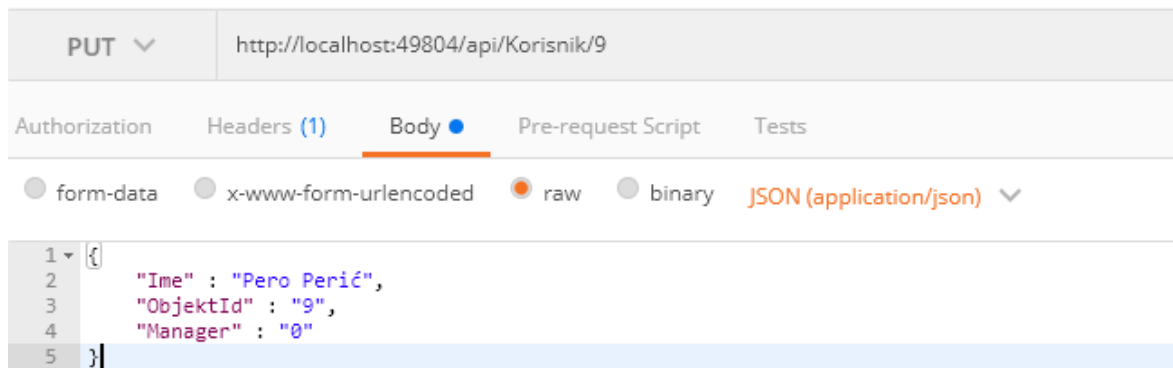 PUT http://localhost:49804/api/Korisnik/9
Authorization Headers (1) Body Pre-request Script Tests
form-data x-www-form-urlencoded raw binary JSON (application/json)
1 {
2 "Ime" : "Pero Perić",
3 "ObjektId" : "9",
4 "Manager" : "0"
5 }